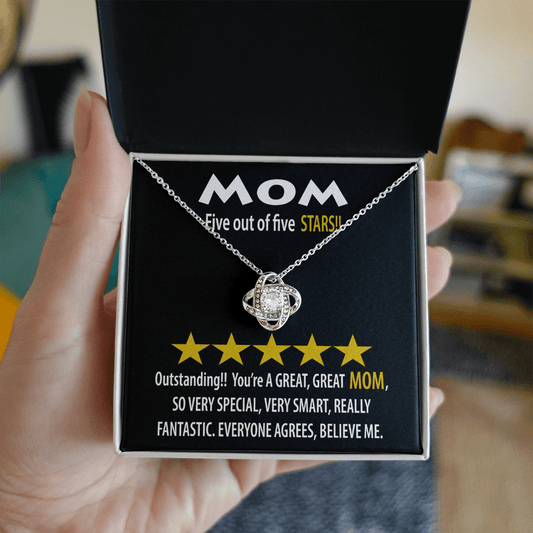 MOM
Five out of five STARS!!
Outstanding!! You're A GREAT, GREAT MOM,
SO VERY SPECIAL, VERY SMART, REALLY
FANTASTIC. EVERYONE AGREES, BELIEVE ME.